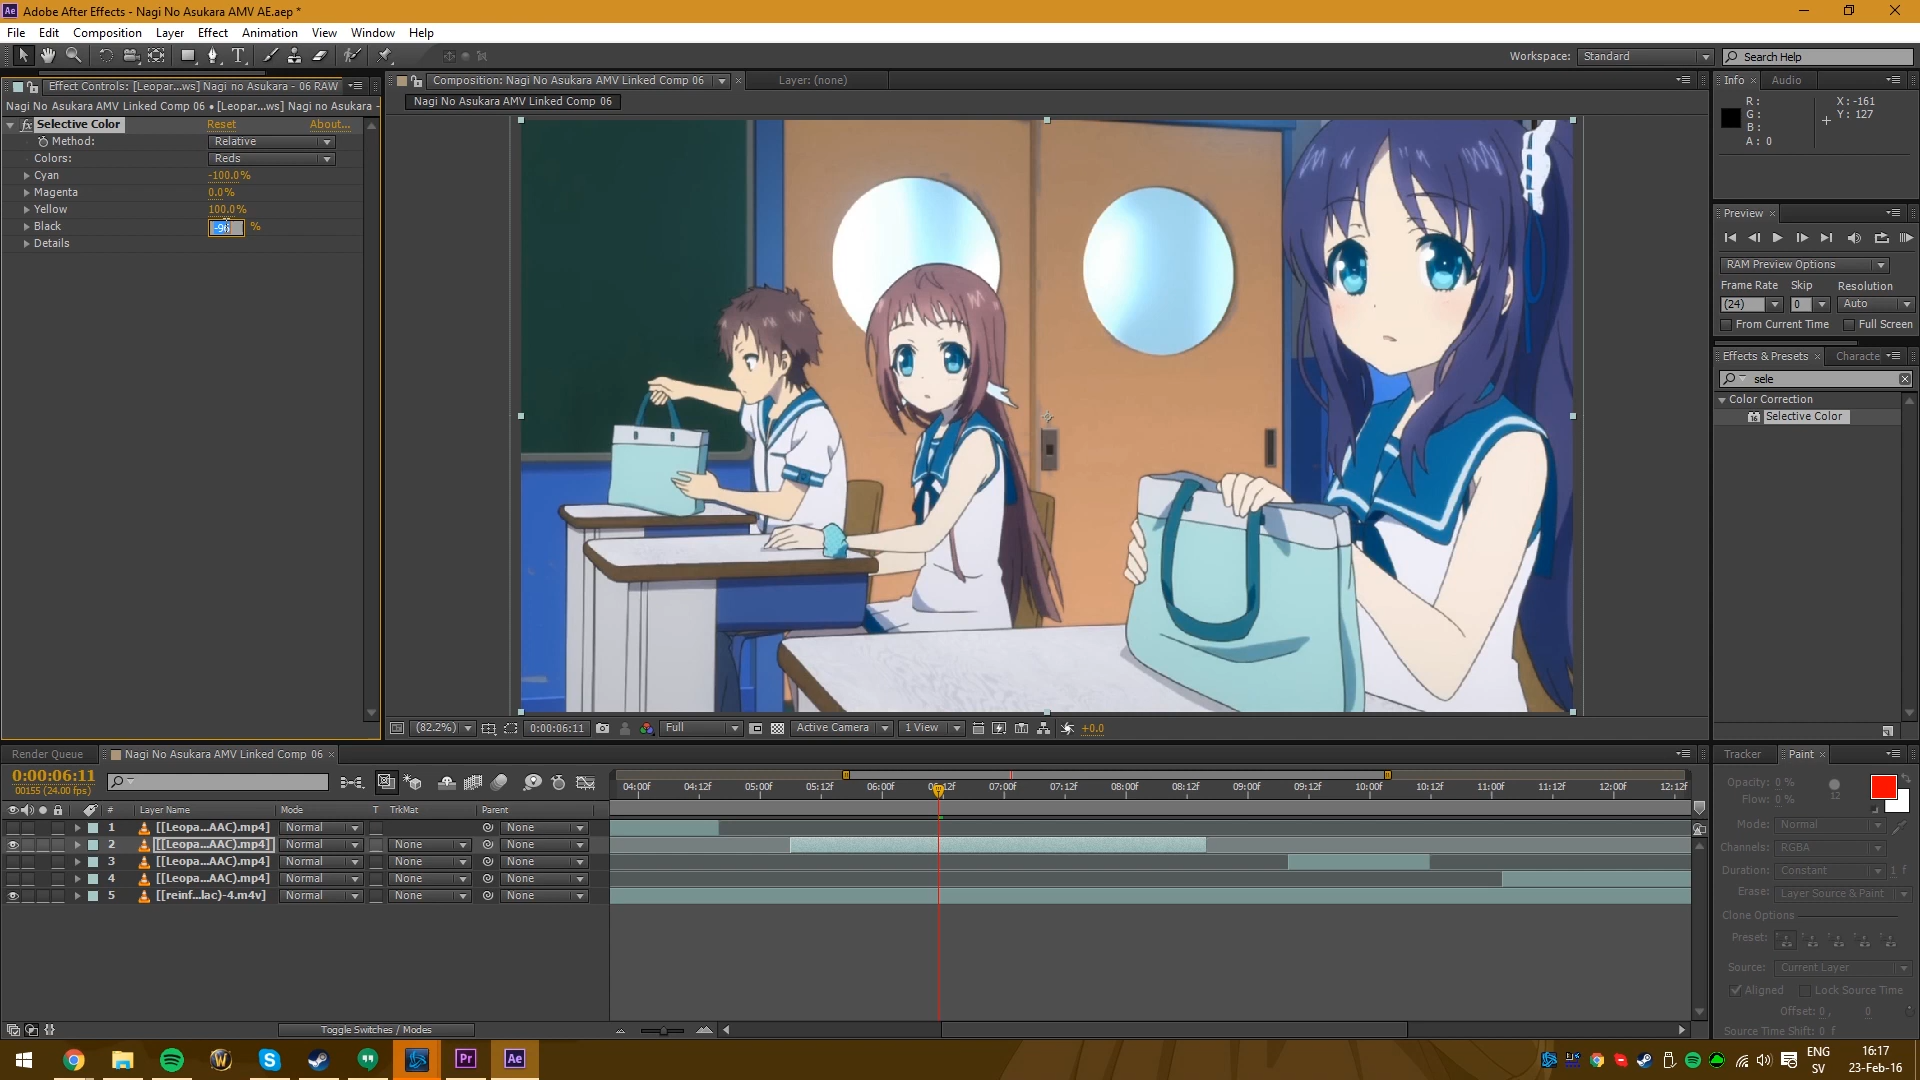 Adobe After Effects - Nagi No Asukara AMV AE.aep *
File Edit Composition Layer Effect Animation View Window Help
Workspace: Standard Search Help
Effect Controls: [Leopar...ws] Nagi no Asukara - 06 RAW
Nagi No Asukara AMV Linked Comp 06 • [Leopar...ws] Nagi no Asukara -
fx Selective Color Reset About...
Method: Relative
Colors: Reds
Cyan -100.0%
Magenta 0.0%
Yellow 100.0%
Black -96 %
Details
Composition: Nagi No Asukara AMV Linked Comp 06 Layer: (none)
Nagi No Asukara AMV Linked Comp 06
(82.2%) 0:00:06:11 Full Active Camera 1 View +0.0
Info Audio
R: X: -161
G: Y: 127
B:
A: 0
Preview
RAM Preview Options
Frame Rate Skip Resolution
(24) 0 Auto
From Current Time Full Screen
Effects & Presets Characte
sele
Color Correction
Selective Color
Render Queue Nagi No Asukara AMV Linked Comp 06
0:00:06:11
00155 (24.00 fps)
04:00f 04:12f 05:00f 05:12f 06:00f 06:12f 07:00f 07:12f 08:00f 08:12f 09:00f 09:12f 10:00f 10:12f 11:00f 11:12f 12:00f 12:12f
# Layer Name Mode T TrkMat Parent
1 [[Leopa...AAC).mp4] Normal None
2 [[Leopa...AAC).mp4] Normal None None
3 [[Leopa...AAC).mp4] Normal None None
4 [[Leopa...AAC).mp4] Normal None None
5 [[reinf...lac)-4.m4v] Normal None None
Toggle Switches / Modes
Tracker Paint
Opacity: 0 %
Flow: 0 % 12
Mode: Normal
Channels: RGBA
Duration: Constant 1 f
Erase: Layer Source & Paint
Clone Options
Preset:
Source: Current Layer
Aligned Lock Source Time
Offset: 0 , 0
Source Time Shift: 0 f
Pr Ae
ENG
SV
16:17
23-Feb-16